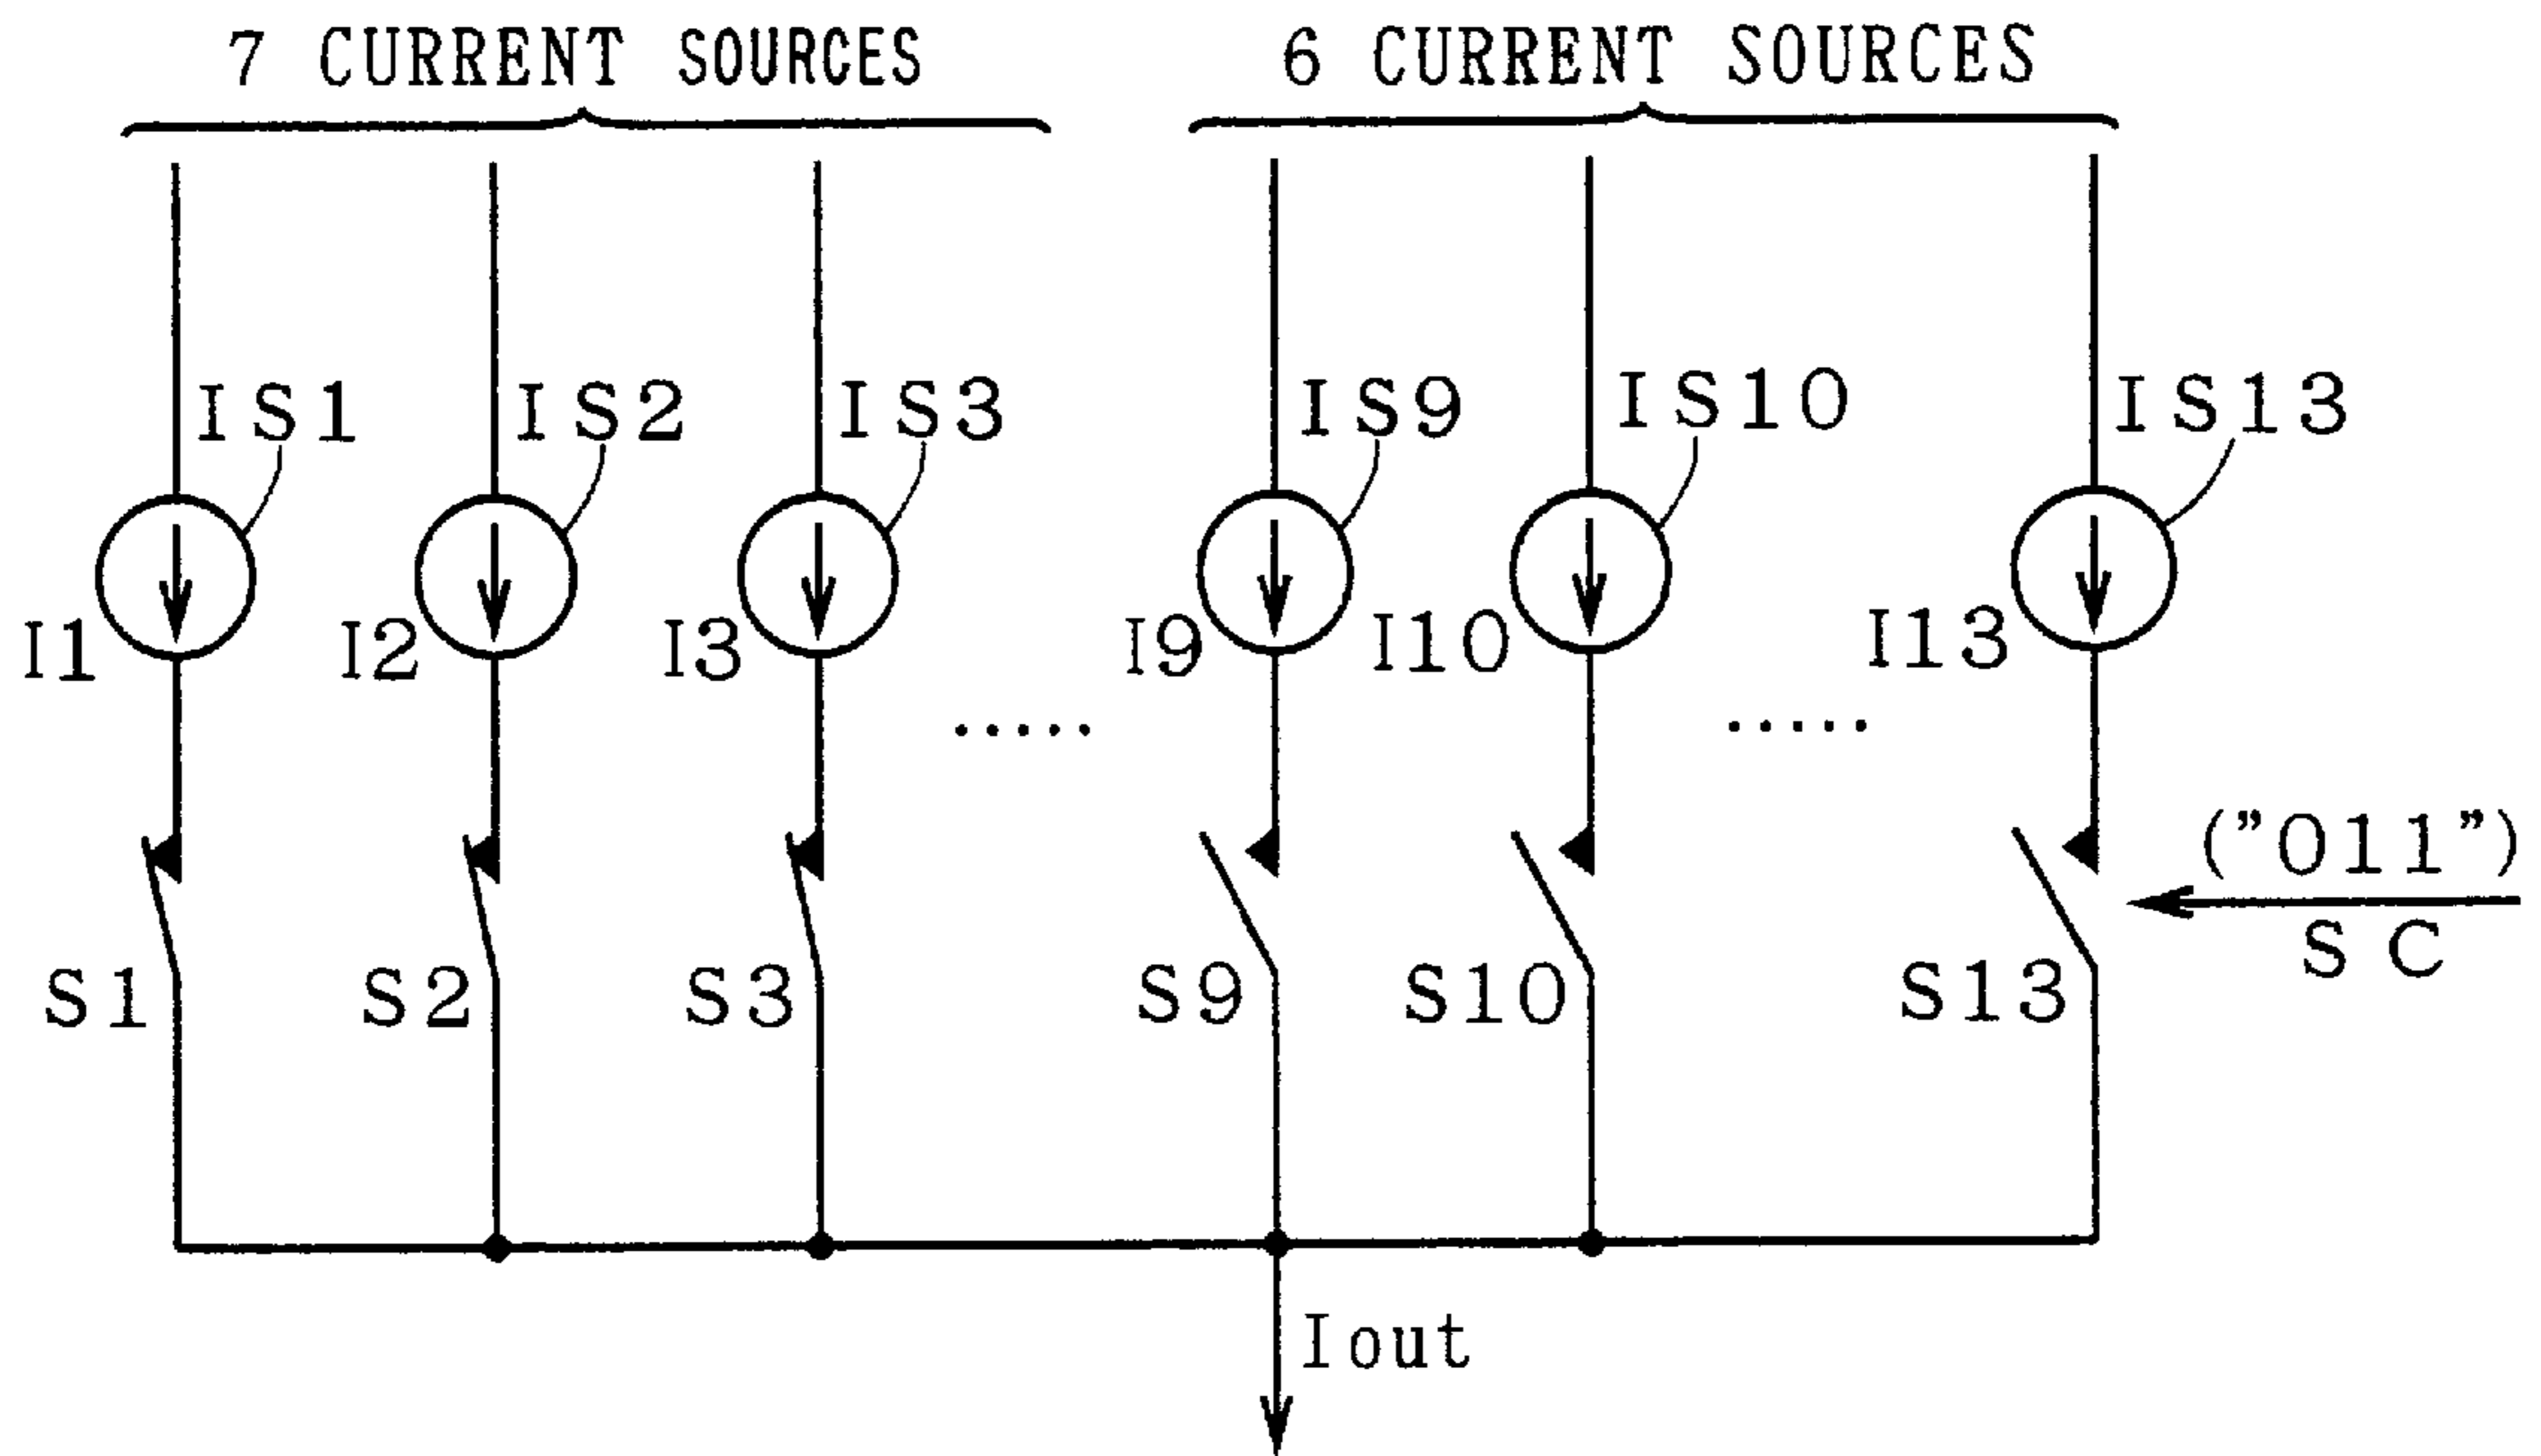 7 CURRENT SOURCES
6 CURRENT SOURCES
IS1
IS2
IS3
IS9
IS10
IS13
I1
I2
I3
I9
I10
I13
.....
.....
("011")
SC
S1
S2
S3
S9
S10
S13
Iout